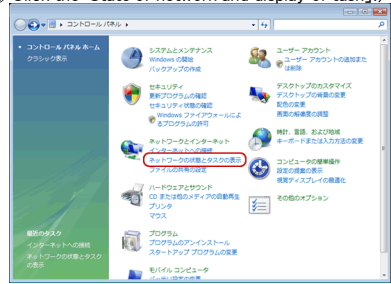 コントロール パネル
コントロール パネル ホーム
クラシック表示
システムとメンテナンス
Windows の開始
バックアップの作成
セキュリティ
更新プログラムの確認
セキュリティ状態の確認
Windows ファイアウォールによ
るプログラムの許可
ネットワークとインターネット
インターネットへの接続
ネットワークの状態とタスクの表示
ファイルの共有の設定
ハードウェアとサウンド
CD または他のメディアの自動再生
プリンタ
マウス
プログラム
プログラムのアンインストール
スタートアップ プログラムの変更
モバイル コンピュータ
ユーザー アカウント
ユーザー アカウントの追加また
は削除
デスクトップのカスタマイズ
デスクトップの背景の変更
配色の変更
画面の解像度の調整
時計、言語、および地域
キーボードまたは入力方法の変更
コンピュータの簡単操作
設定の提案の表示
視覚ディスプレイの最適化
その他のオプション
最近のタスク
インターネットへの接続
ネットワークの状態とタスク
の表示